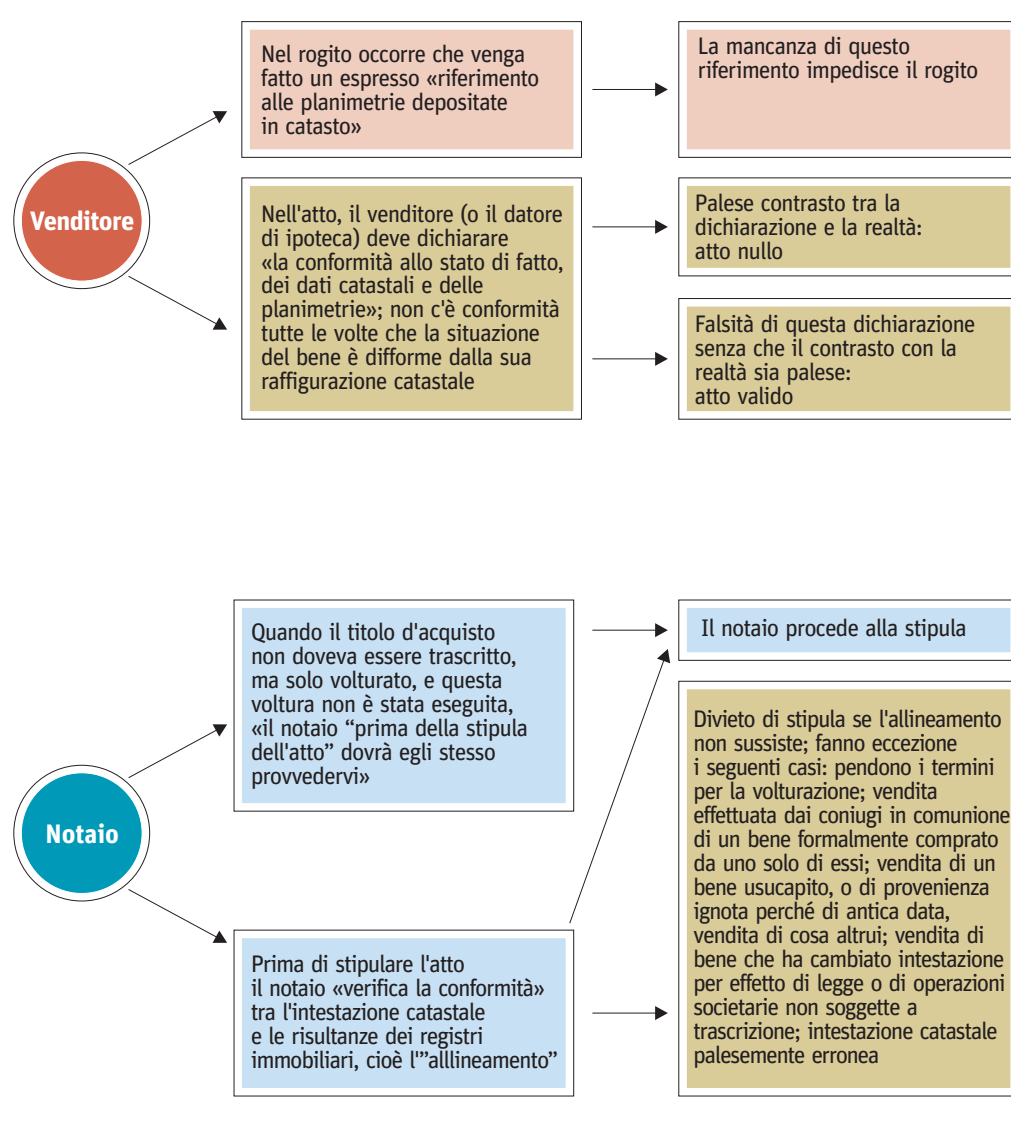 Nel rogito occorre che venga
fatto un espresso «riferimento
alle planimetrie depositate
in catasto»
La mancanza di questo
riferimento impedisce il rogito
Venditore
Nell'atto, il venditore (o il datore
di ipoteca) deve dichiarare
«la conformità allo stato di fatto,
dei dati catastali e delle
planimetrie»; non c'è conformità
tutte le volte che la situazione
del bene è difforme dalla sua
raffigurazione catastale
Palese contrasto tra la
dichiarazione e la realtà:
atto nullo
Falsità di questa dichiarazione
senza che il contrasto con la
realtà sia palese:
atto valido
Notaio
Quando il titolo d'acquisto
non doveva essere trascritto,
ma solo volturato, e questa
voltura non è stata eseguita,
«il notaio “prima della stipula
dell'atto” dovrà egli stesso
provvedervi»
Il notaio procede alla stipula
Prima di stipulare l'atto
il notaio «verifica la conformità»
tra l'intestazione catastale
e le risultanze dei registri
immobiliari, cioè l'”alllineamento”
Divieto di stipula se l'allineamento
non sussiste; fanno eccezione
i seguenti casi: pendono i termini
per la volturazione; vendita
effettuata dai coniugi in comunione
di un bene formalmente comprato
da uno solo di essi; vendita di un
bene usucapito, o di provenienza
ignota perché di antica data,
vendita di cosa altrui; vendita di
bene che ha cambiato intestazione
per effetto di legge o di operazioni
societarie non soggette a
trascrizione; intestazione catastale
palesemente erronea